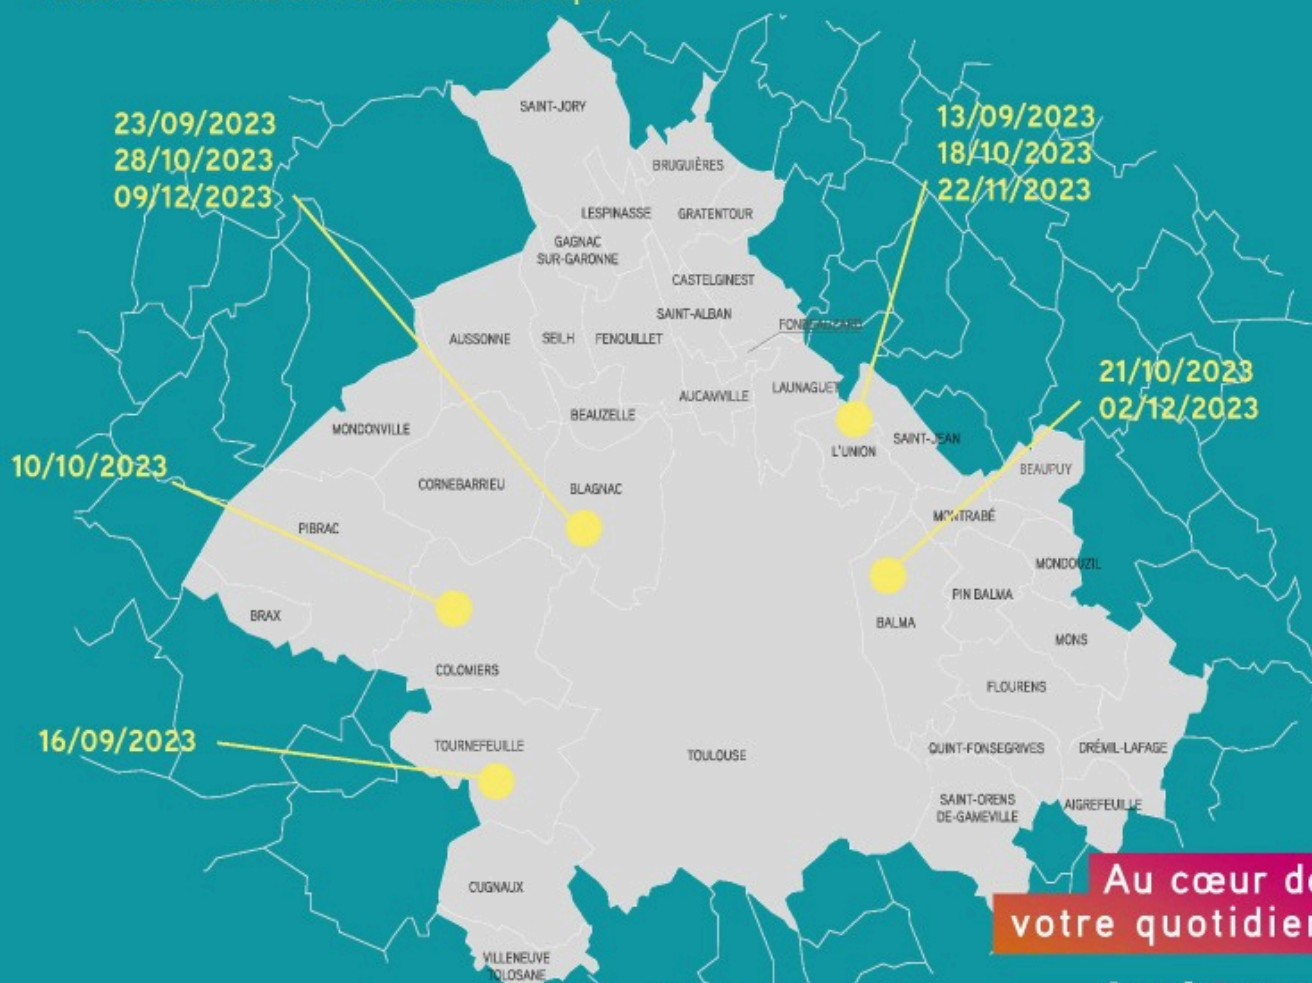 SAINT-JORY
23/09/2023
28/10/2023
09/12/2023
13/09/2023
18/10/2023
22/11/2023
BRUGUIÈRES
LESPINASSE
GRATENTOUR
GAGNAC
SUR-GARONNE
CASTELGINEST
SAINT-ALBAN
FONBEAUZARD
AUSSONNE
SEILH
FENOUILLET
21/10/2023
02/12/2023
LAUNAGUET
AUCAMVILLE
BEAUZELLE
MONDONVILLE
SAINT-JEAN
L'UNION
10/10/2023
BEAUPUY
CORNEBARRIEU
BLAGNAC
MONTRABÉ
PIBRAC
MONDOUZIL
PIN BALMA
BRAX
BALMA
MONS
COLOMIERS
FLOURENS
16/09/2023
TOURNEFEUILLE
TOULOUSE
QUINT-FONSEGRIVES
DRÉMIL-LAFAGE
SAINT-ORENS
DE-GAMEVILLE
AIGREFEUILLE
CUGNAUX
Au cœur de
votre quotidien
VILLENEUVE
TOLOSANE